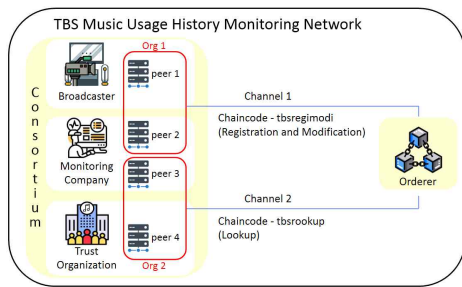 TBS Music Usage History Monitoring Network
Consortium
Org 1
peer 1
Broadcaster
Channel 1
Chaincode - tbsregimodi
(Registration and Modification)
peer 2
Monitoring
Company
peer 3
Orderer
Channel 2
Chaincode - tbsrookup
(Lookup)
peer 4
Trust
Organization
Org 2